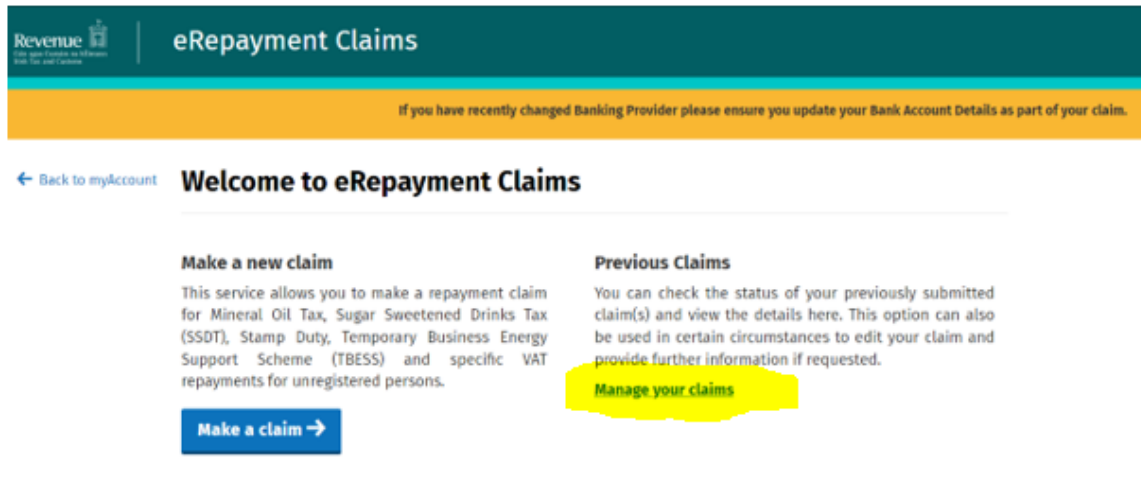 Revenue
eRepayment Claims
If you have recently changed Banking Provider please ensure you update your Bank Account Details as part of your claim.
← Back to myAccount
Welcome to eRepayment Claims
Make a new claim
This service allows you to make a repayment claim
for Mineral Oil Tax, Sugar Sweetened Drinks Tax
(SSDT), Stamp Duty, Temporary Business Energy
Support Scheme (TBESS) and specific VAT
repayments for unregistered persons.
Make a claim →
Previous Claims
You can check the status of your previously submitted
claim(s) and view the details here. This option can also
be used in certain circumstances to edit your claim and
provide further information if requested.
Manage your claims